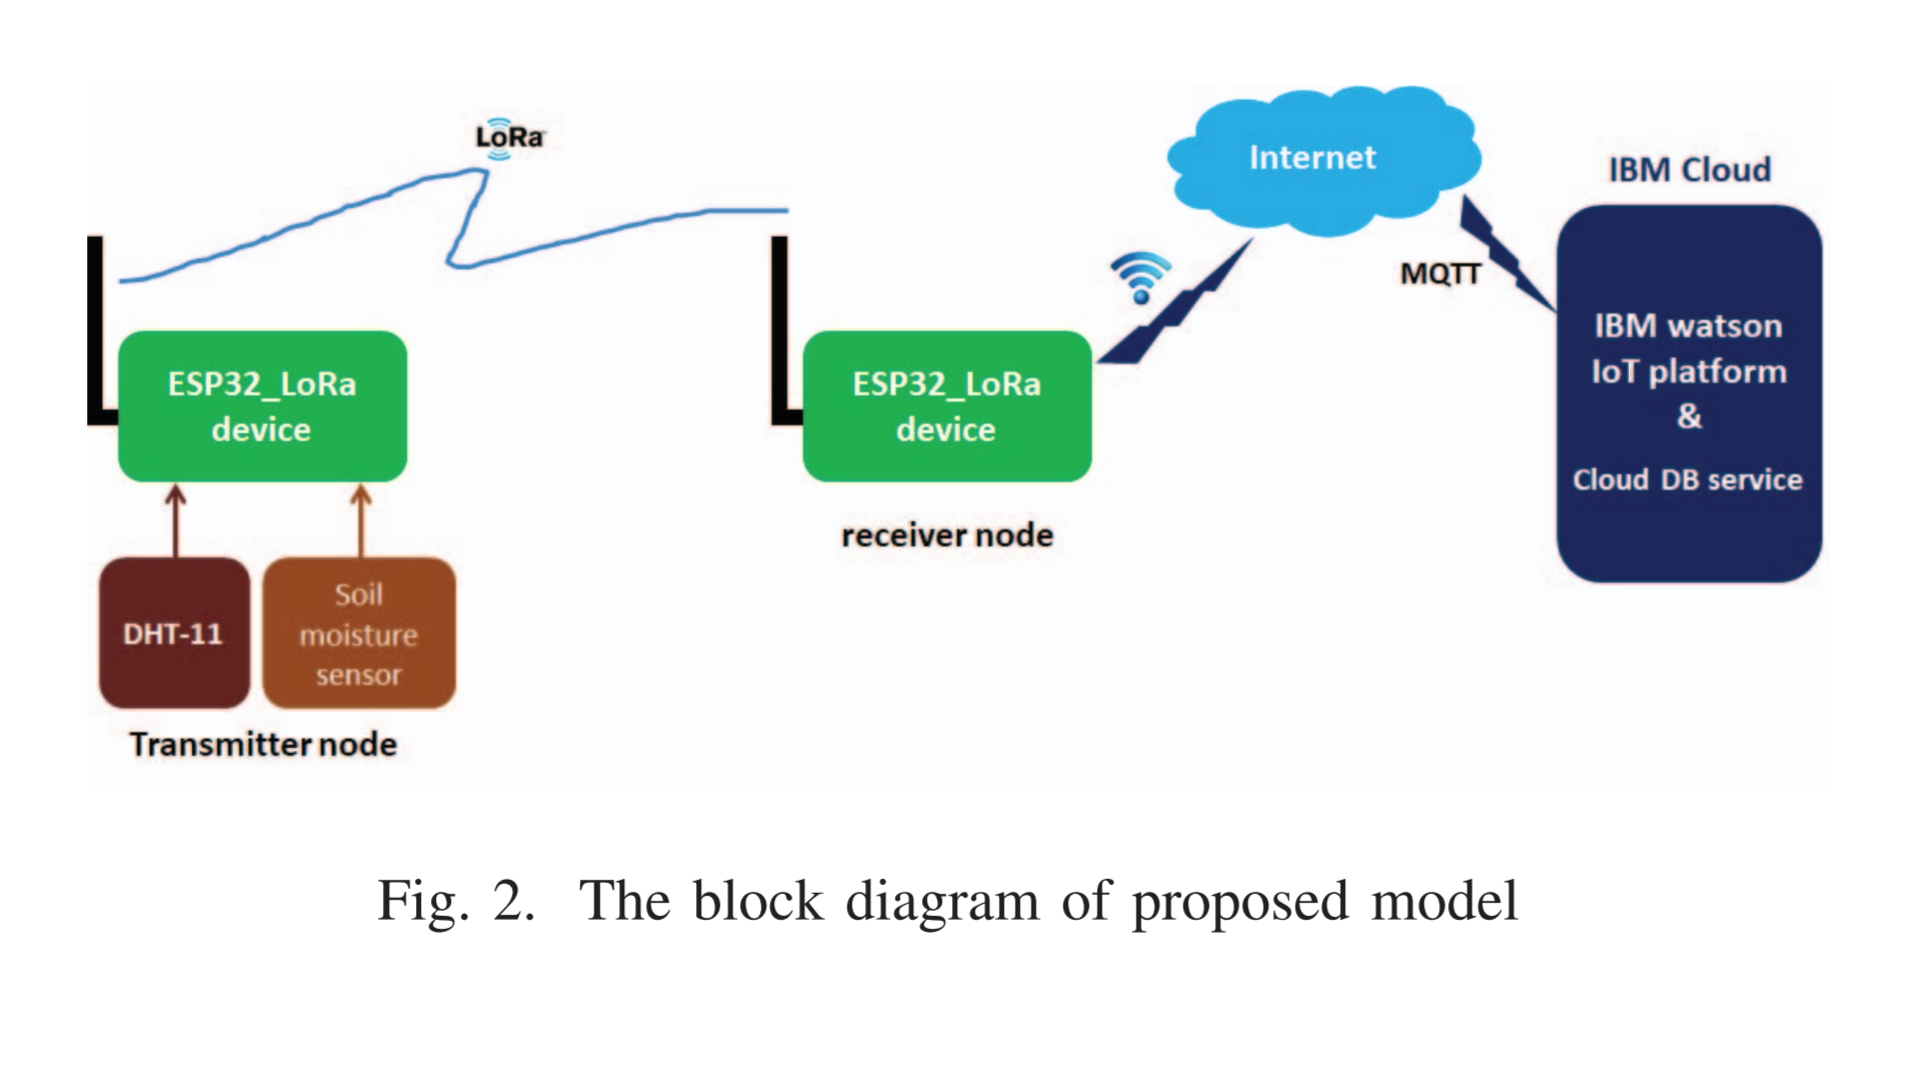 LoRa
Internet
IBM Cloud
MQTT
ESP32_LoRa
device
ESP32_LoRa
device
IBM watson
IoT platform
&
Cloud DB service
receiver node
DHT-11
Soil
moisture
sensor
Transmitter node
Fig. 2. The block diagram of proposed model